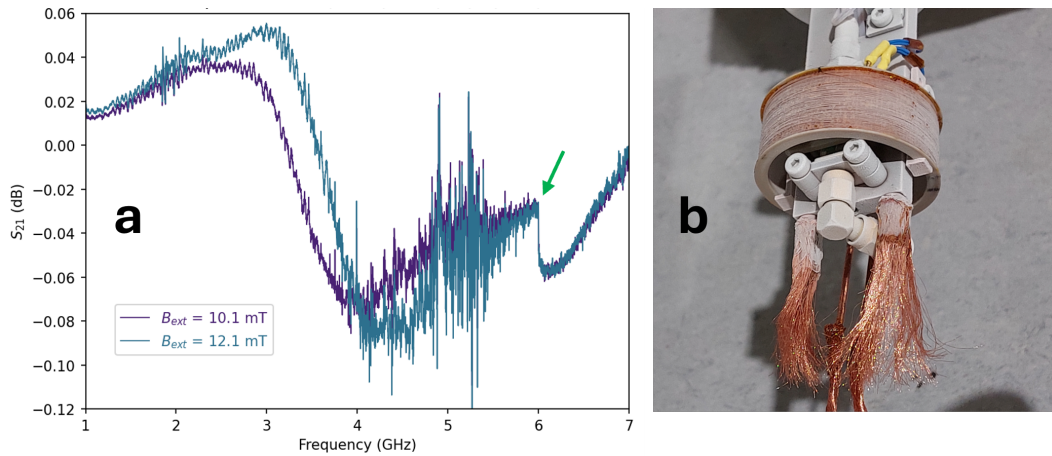 0.06
0.04
0.02
0.00
−0.02
−0.04
−0.06
−0.08
−0.10
−0.12
S21 (dB)
a
Bext = 10.1 mT
Bext = 12.1 mT
1 2 3 4 5 6 7
Frequency (GHz)
b